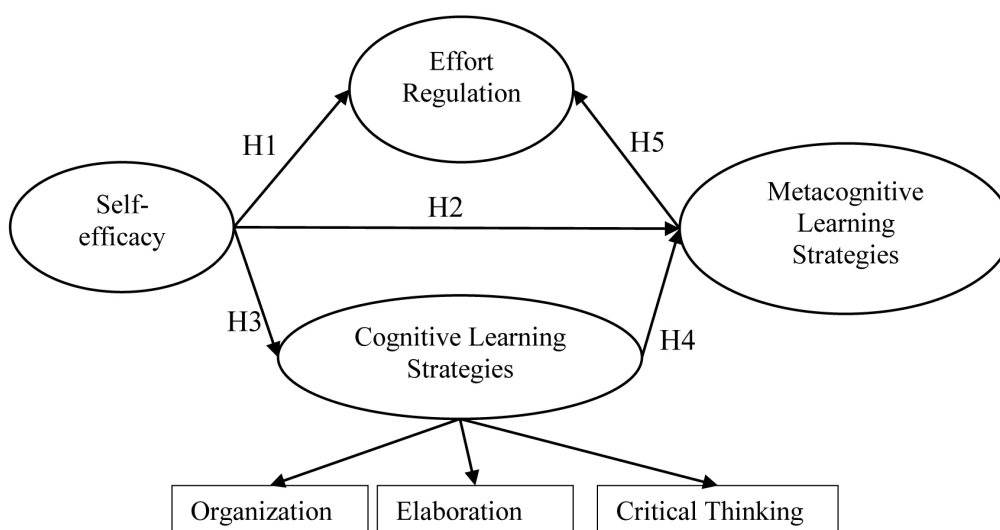 Effort
Regulation
H1
H5
Self-
efficacy
H2
Metacognitive
Learning
Strategies
H3
Cognitive Learning
Strategies
H4
Organization
Elaboration
Critical Thinking